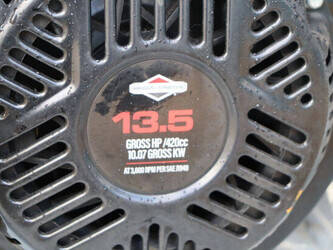 13.5
GROSS HP /420cc
10.07 GROSS KW
AT 3,600 RPM PER SAE J1940